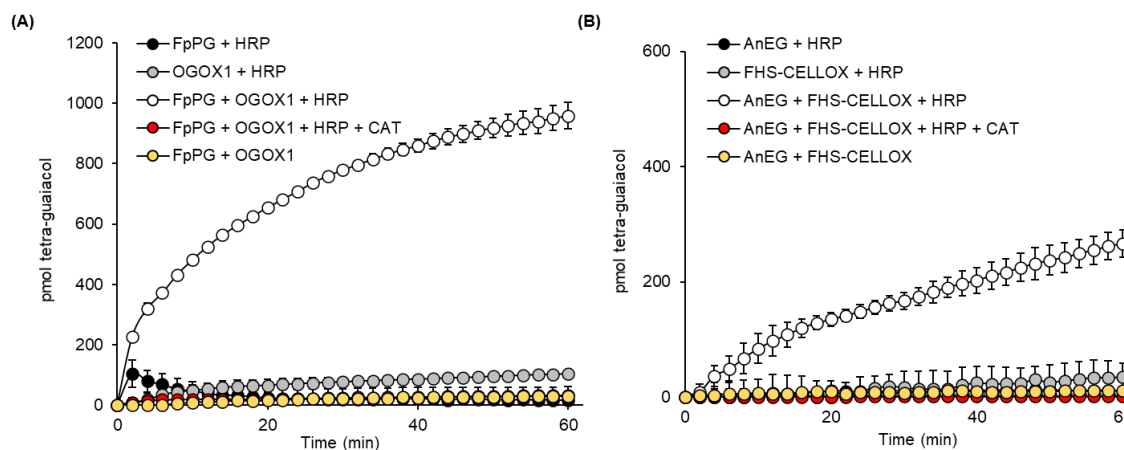 (A)
1200
1000
800
600
400
200
0
pmol tetra-guaiacol
FpPG + HRP
OGOX1 + HRP
FpPG + OGOX1 + HRP
FpPG + OGOX1 + HRP + CAT
FpPG + OGOX1
0 20 40 60
Time (min)
(B)
600
400
200
0
pmol tetra-guaiacol
AnEG + HRP
FHS-CELLOX + HRP
AnEG + FHS-CELLOX + HRP
AnEG + FHS-CELLOX + HRP + CAT
AnEG + FHS-CELLOX
0 20 40 60
Time (min)